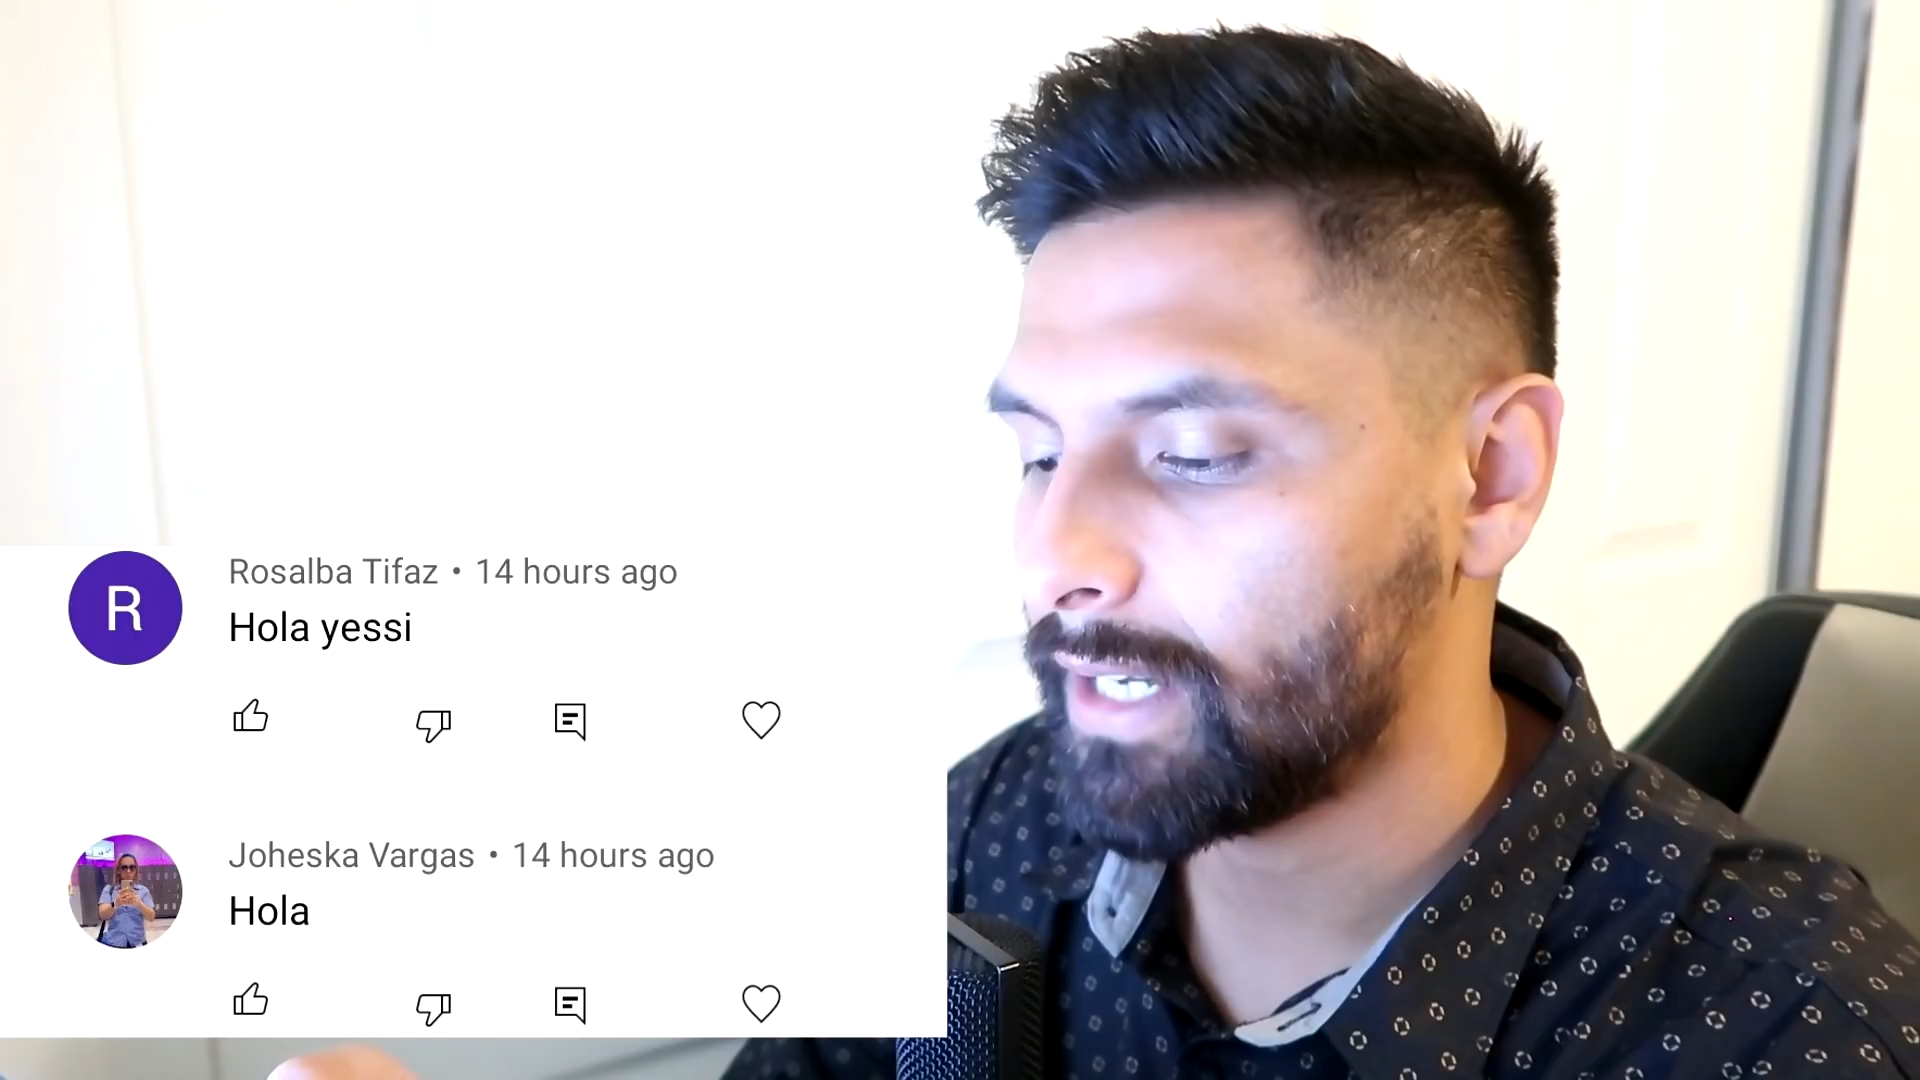 R
Rosalba Tifaz • 14 hours ago
Hola yessi
Joheska Vargas • 14 hours ago
Hola